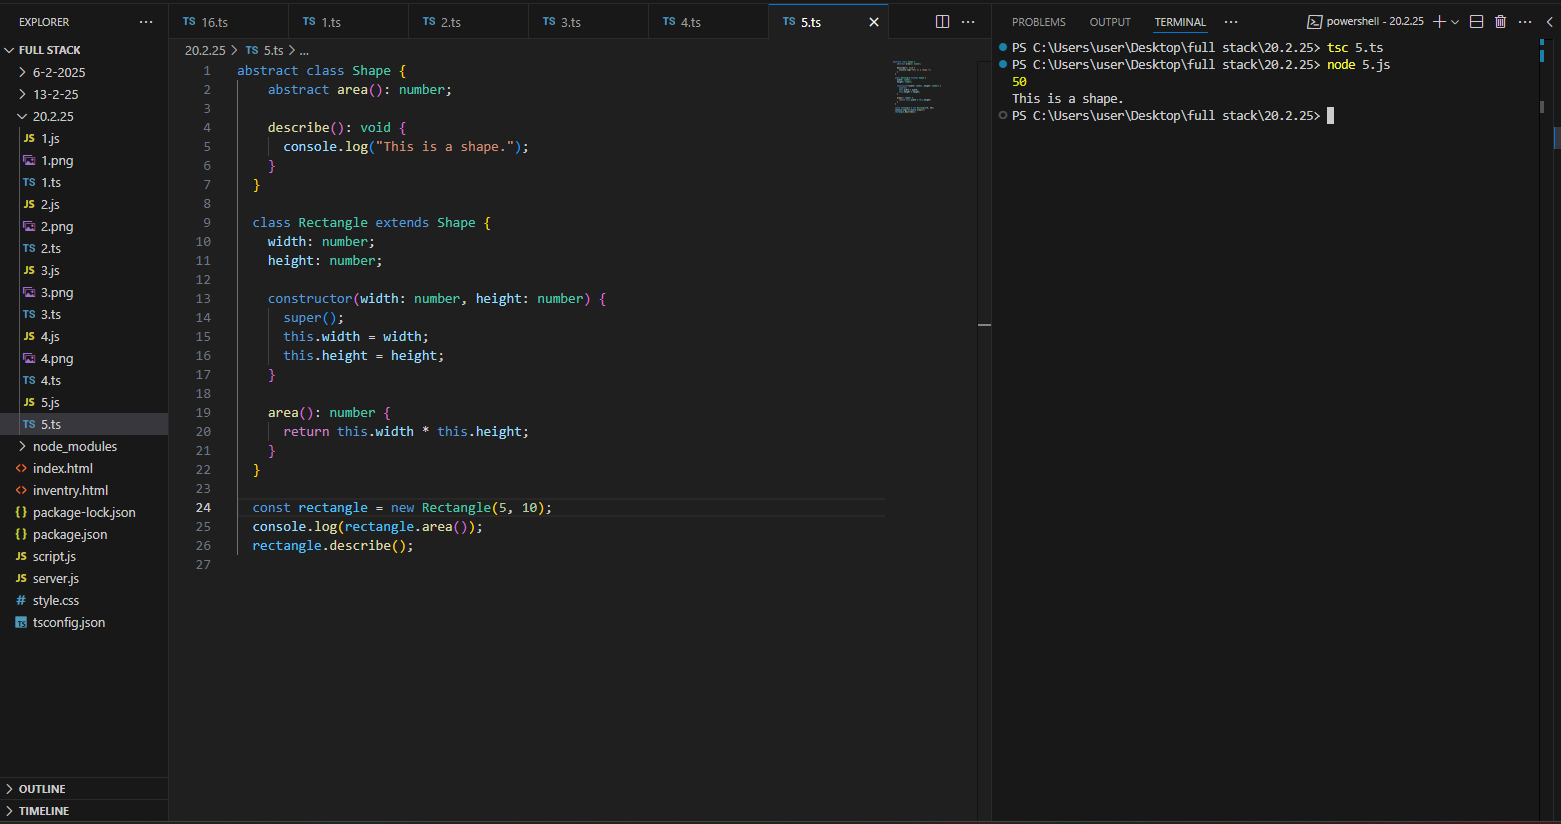 EXPLORER
FULL STACK
6-2-2025
13-2-25
20.2.25
JS 1.js
1.png
TS 1.ts
JS 2.js
2.png
TS 2.ts
JS 3.js
3.png
TS 3.ts
JS 4.js
4.png
TS 4.ts
JS 5.js
TS 5.ts
node_modules
<> index.html
<> inventry.html
{} package-lock.json
{} package.json
JS script.js
JS server.js
# style.css
TS tsconfig.json
OUTLINE
TIMELINE
TS 16.ts TS 1.ts TS 2.ts TS 3.ts TS 4.ts TS 5.ts
20.2.25 > TS 5.ts > ...
1 abstract class Shape {
2 abstract area(): number;
3
4 describe(): void {
5 console.log("This is a shape.");
6 }
7 }
8
9 class Rectangle extends Shape {
10 width: number;
11 height: number;
12
13 constructor(width: number, height: number) {
14 super();
15 this.width = width;
16 this.height = height;
17 }
18
19 area(): number {
20 return this.width * this.height;
21 }
22 }
23
24 const rectangle = new Rectangle(5, 10);
25 console.log(rectangle.area());
26 rectangle.describe();
27
PROBLEMS OUTPUT TERMINAL ... powershell - 20.2.25
PS C:\Users\user\Desktop\full stack\20.2.25> tsc 5.ts
PS C:\Users\user\Desktop\full stack\20.2.25> node 5.js
50
This is a shape.
PS C:\Users\user\Desktop\full stack\20.2.25>